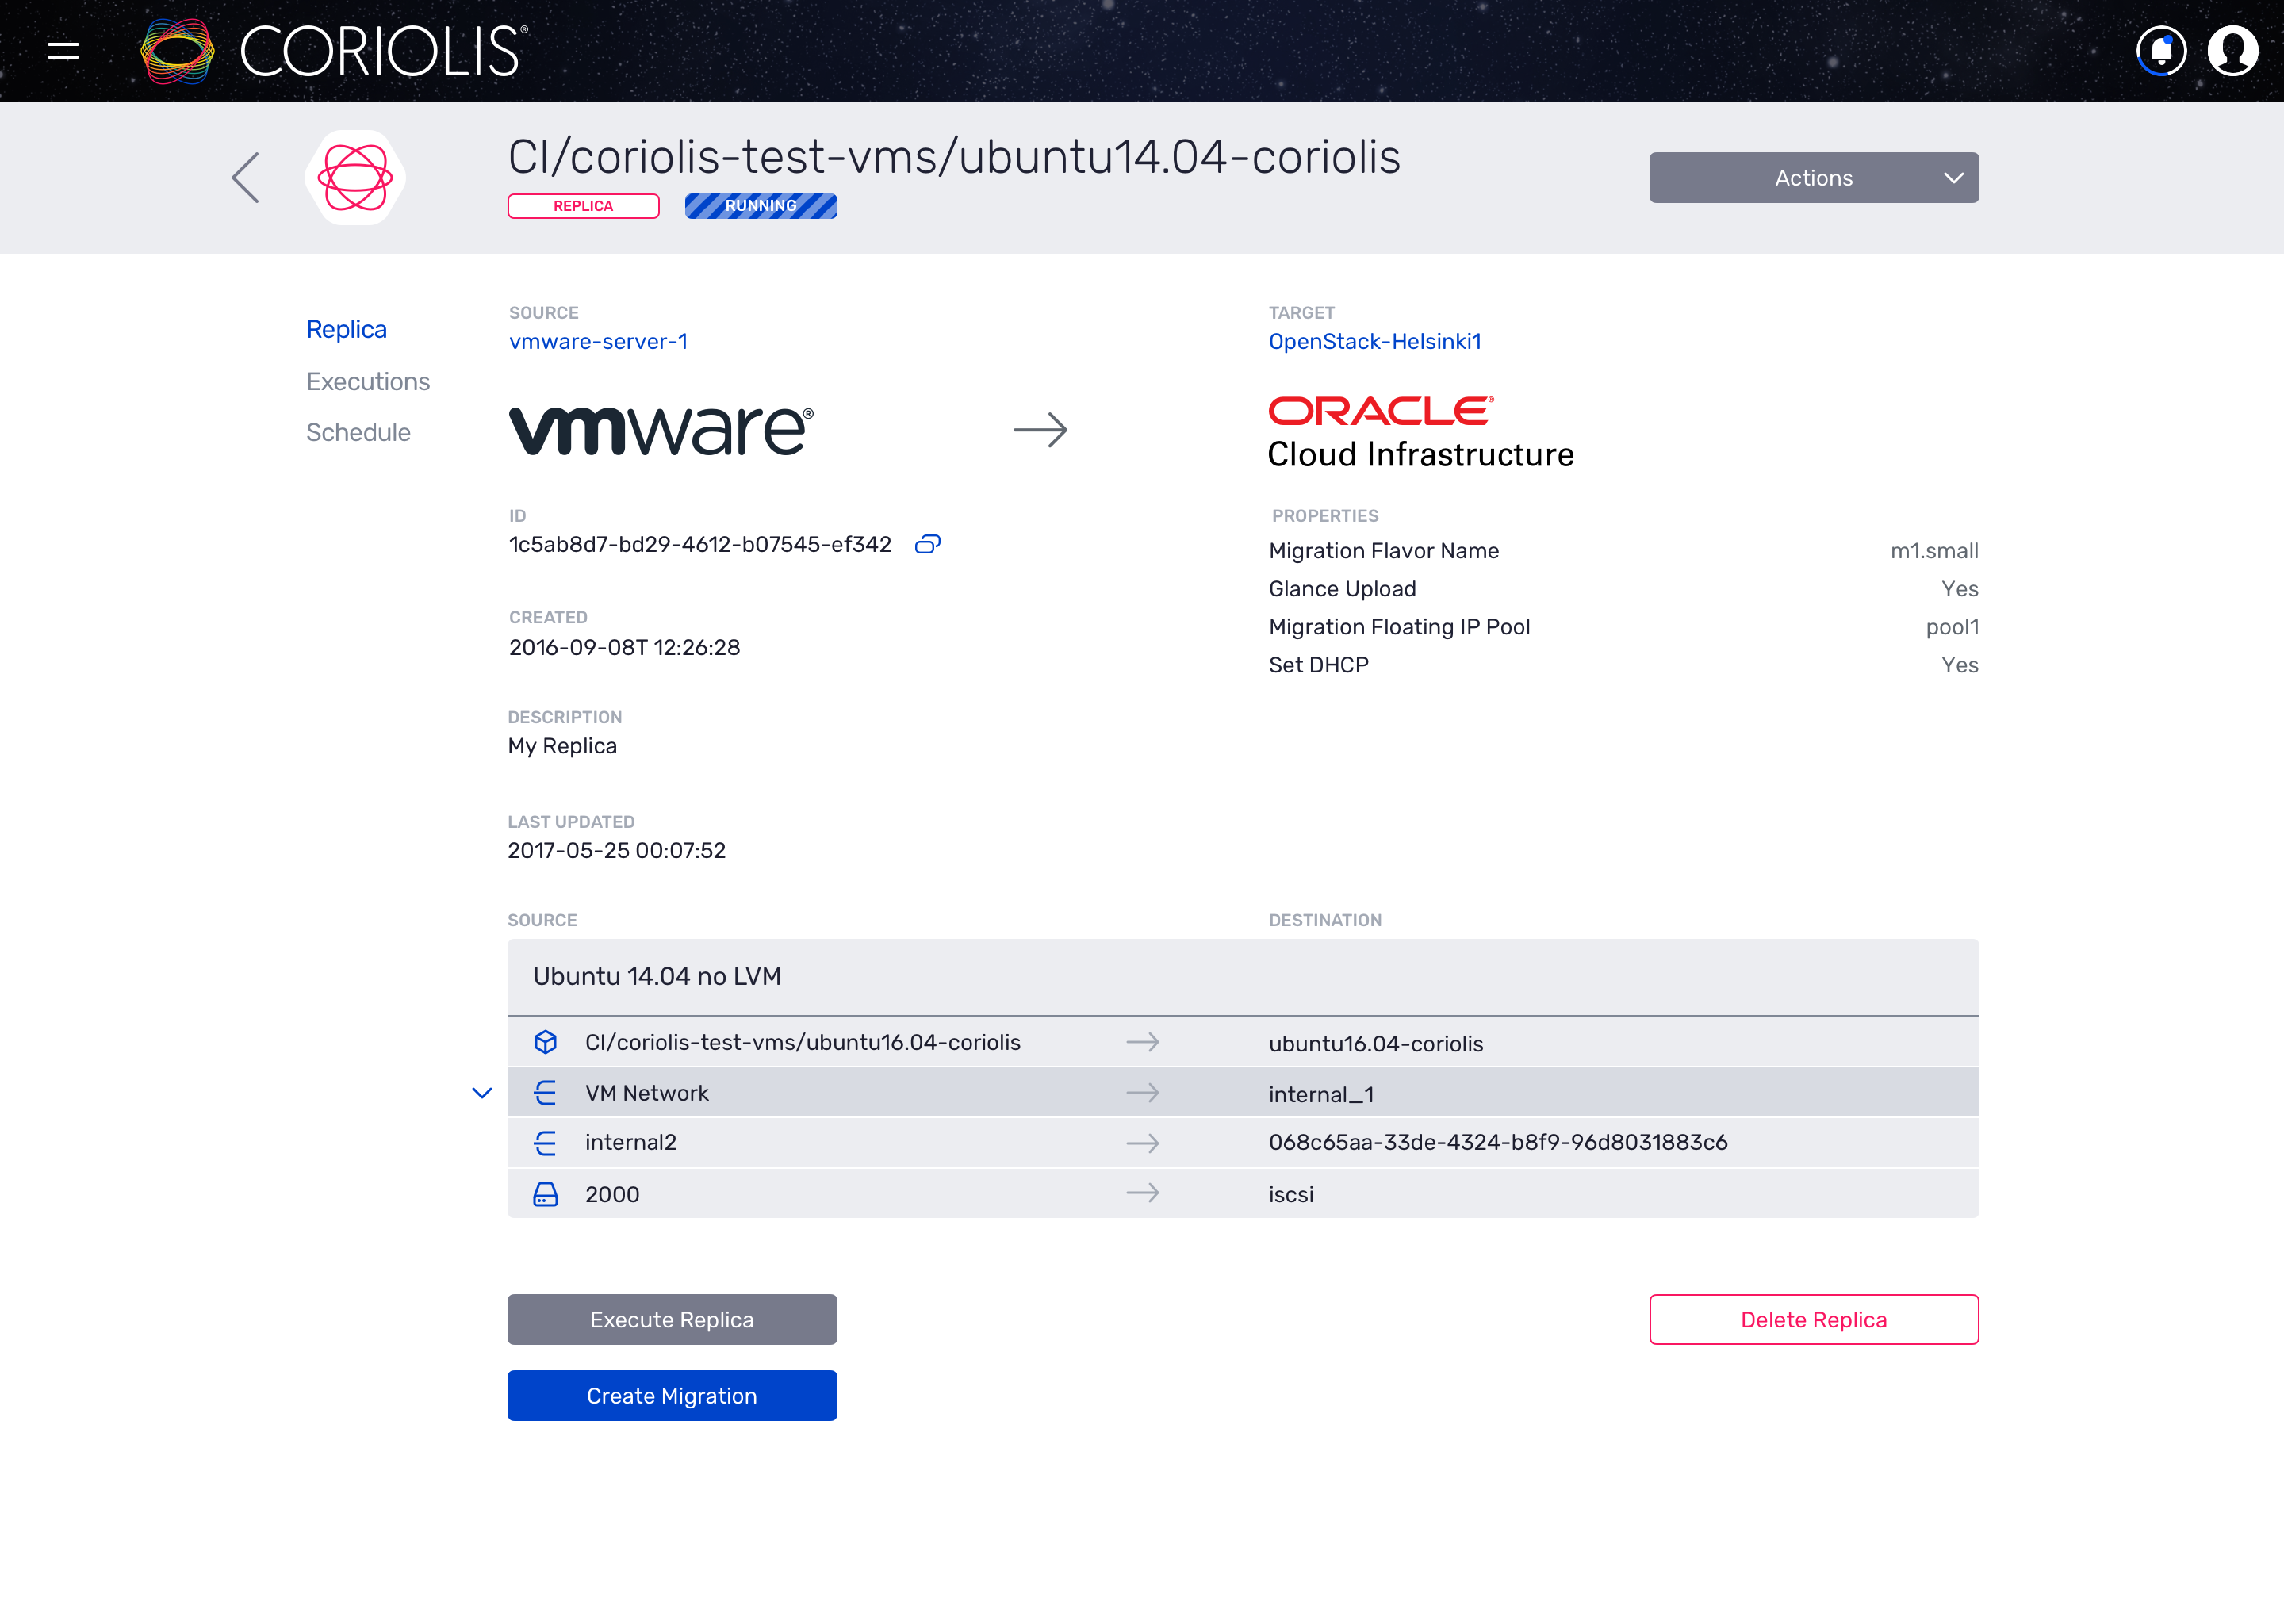 CORIOLIS®
CI/coriolis-test-vms/ubuntu14.04-coriolis
REPLICA
RUNNING
Actions
Replica
Executions
Schedule
SOURCE
vmware-server-1
TARGET
OpenStack-Helsinki1
vmware®
ORACLE®
Cloud Infrastructure
ID
1c5ab8d7-bd29-4612-b07545-ef342
CREATED
2016-09-08T 12:26:28
DESCRIPTION
My Replica
LAST UPDATED
2017-05-25 00:07:52
PROPERTIES
Migration Flavor Name m1.small
Glance Upload Yes
Migration Floating IP Pool pool1
Set DHCP Yes
SOURCE DESTINATION
Ubuntu 14.04 no LVM
CI/coriolis-test-vms/ubuntu16.04-coriolis ubuntu16.04-coriolis
VM Network internal_1
internal2 068c65aa-33de-4324-b8f9-96d8031883c6
2000 iscsi
Execute Replica
Delete Replica
Create Migration